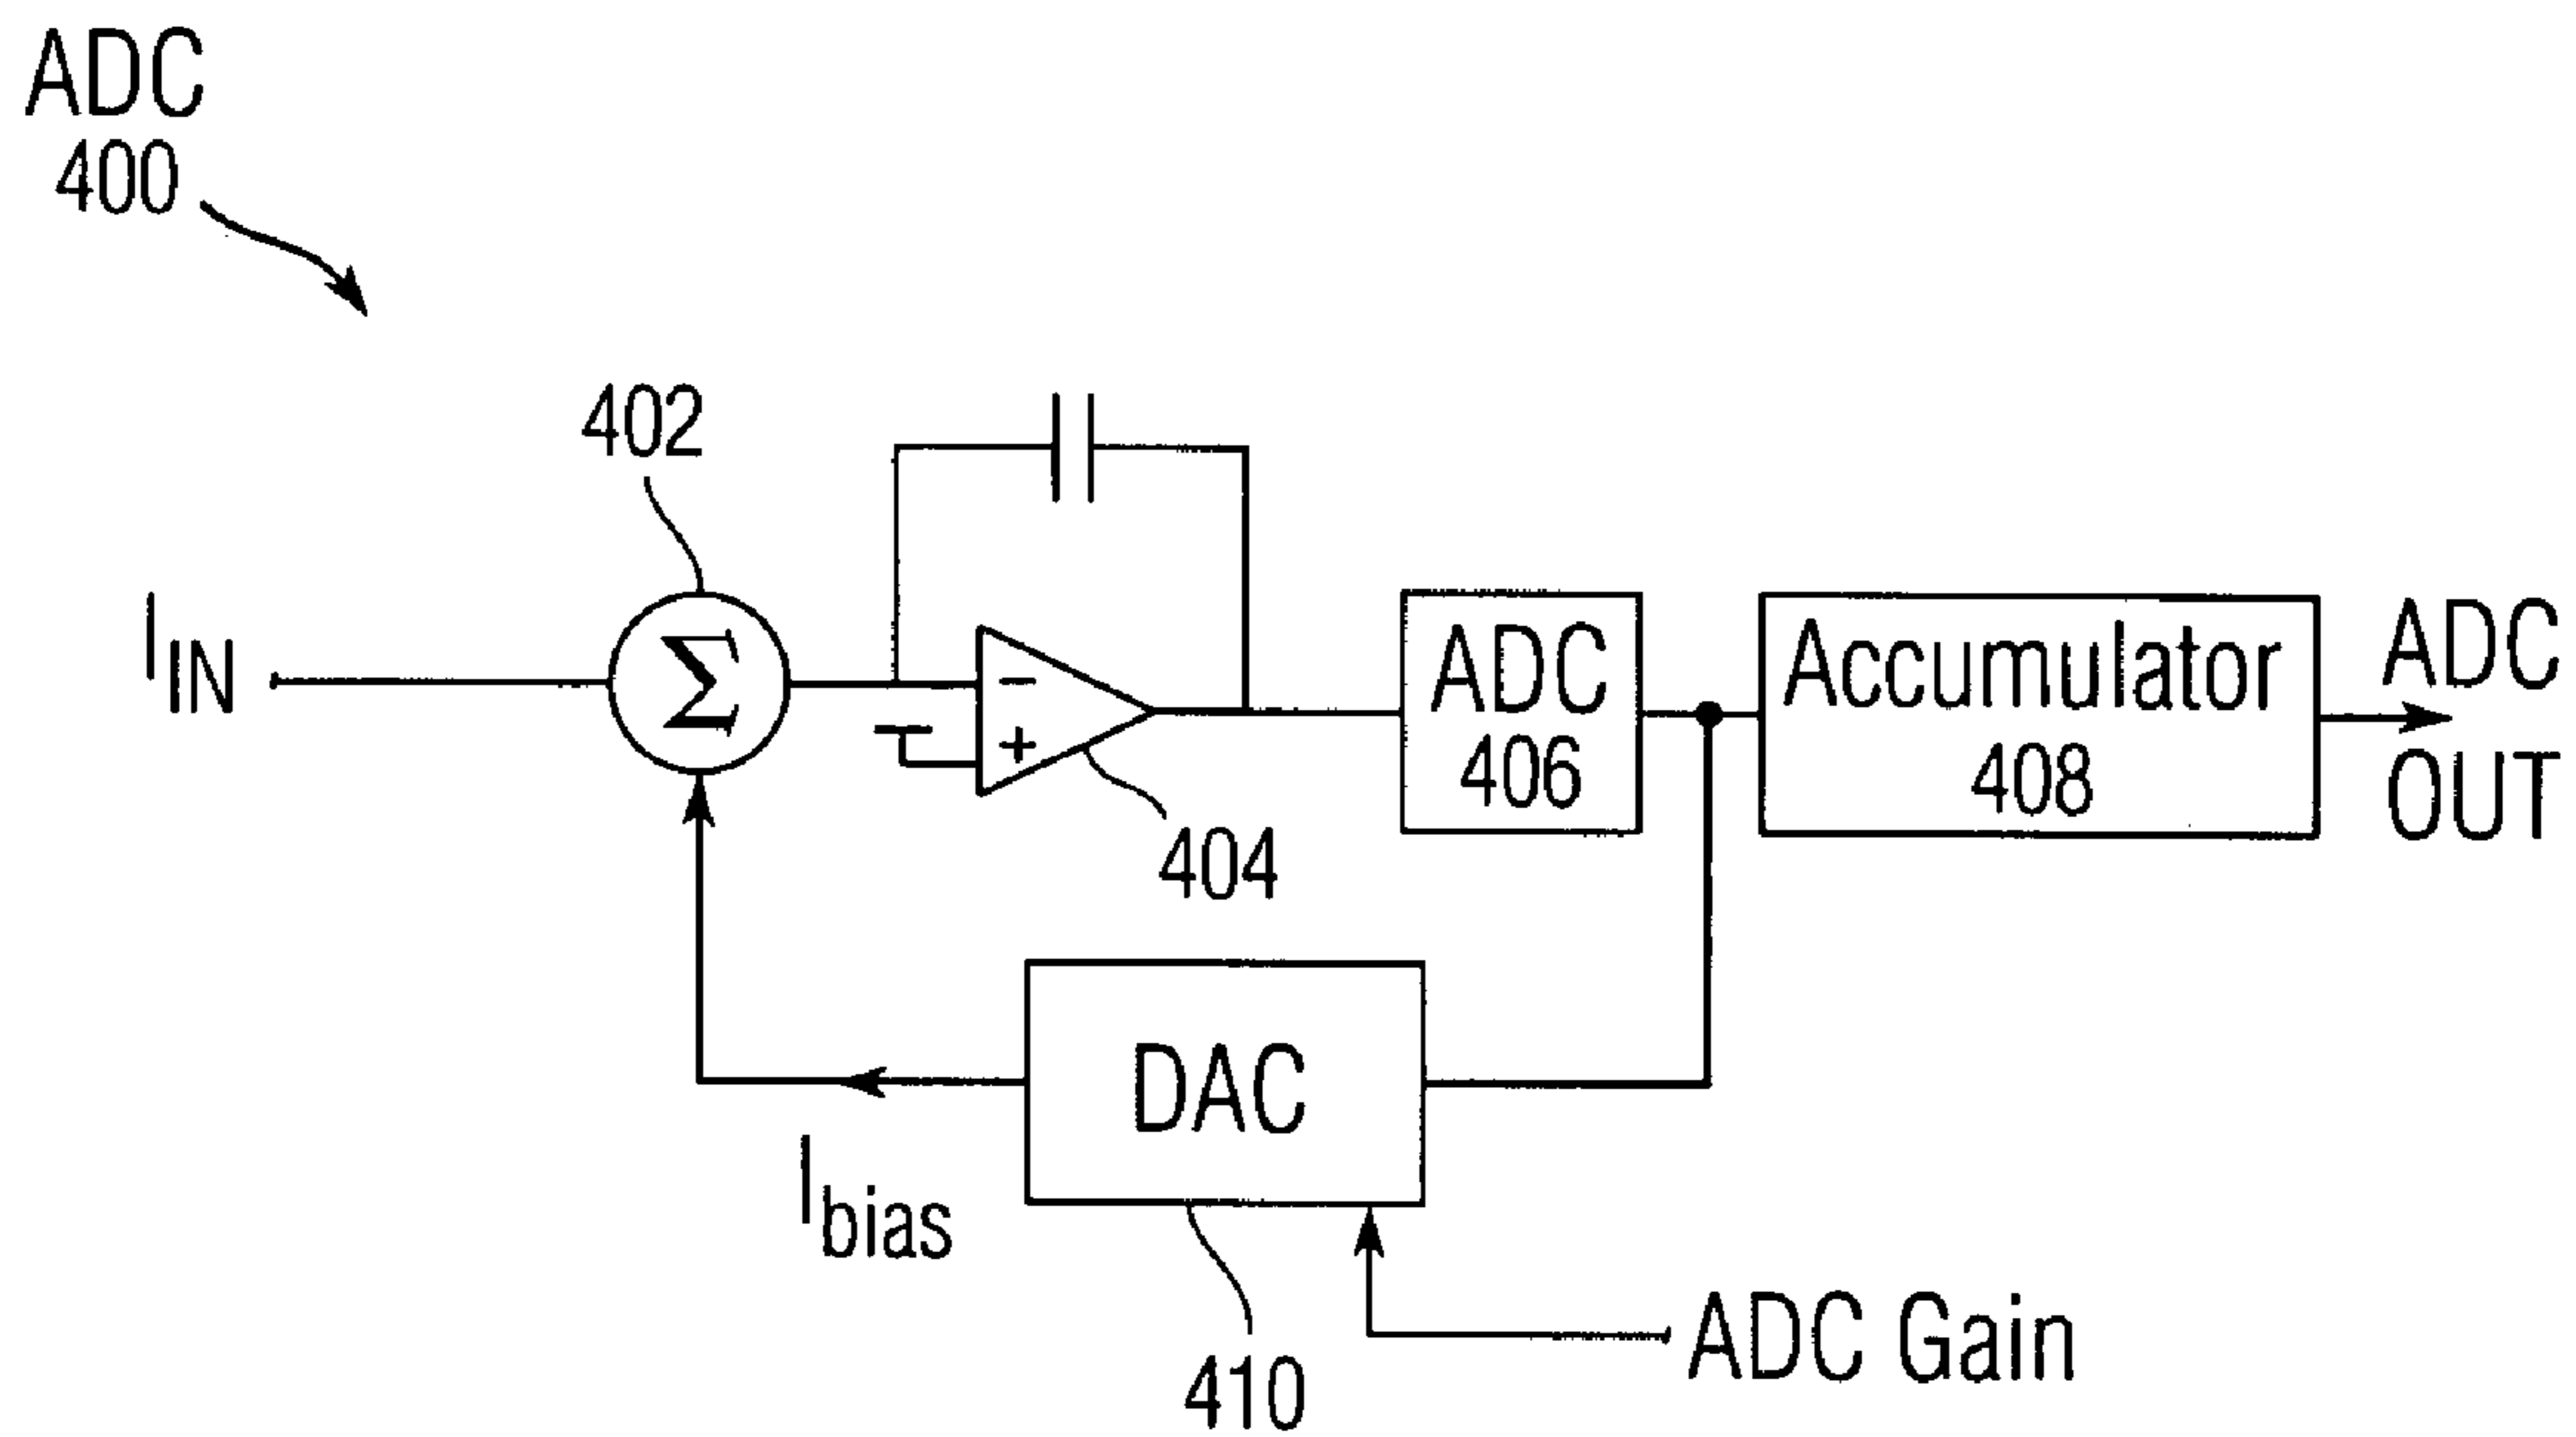 ADC
400
402
I_IN
Σ
−
+
404
ADC
406
Accumulator
408
ADC
OUT
DAC
I_bias
410
ADC Gain